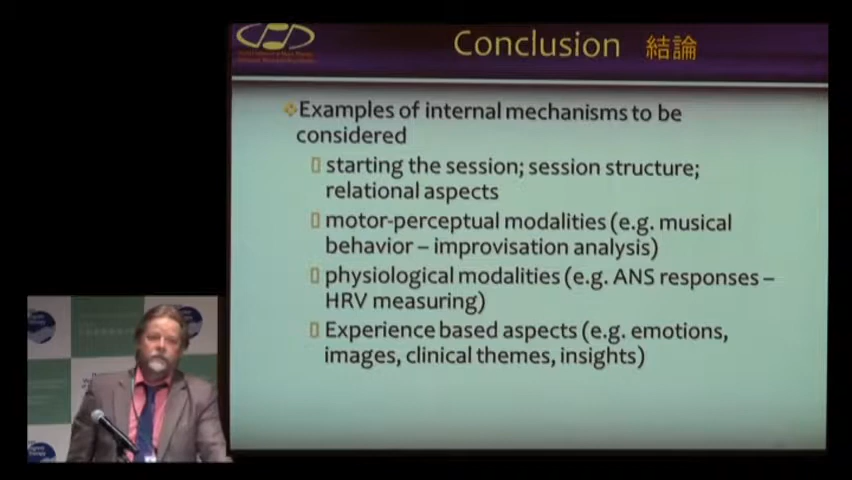 Conclusion 結論
Examples of internal mechanisms to be
considered
starting the session; session structure;
relational aspects
motor-perceptual modalities (e.g. musical
behavior – improvisation analysis)
physiological modalities (e.g. ANS responses –
HRV measuring)
Experience based aspects (e.g. emotions,
images, clinical themes, insights)